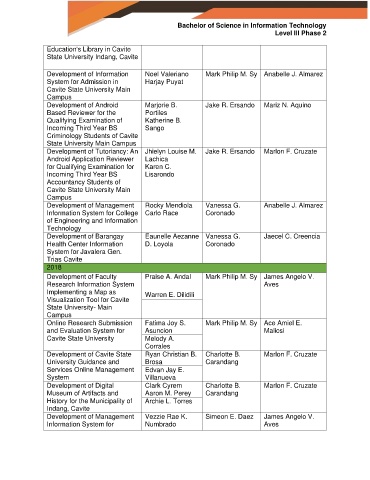 Bachelor of Science in Information Technology
Level III Phase 2
Education's Library in Cavite
State University Indang, Cavite
Development of Information
System for Admission in
Cavite State University Main
Campus
Noel Valeriano
Harjay Puyat
Mark Philip M. Sy
Anabelle J. Almarez
Development of Android
Based Reviewer for the
Qualifying Examination of
Incoming Third Year BS
Criminology Students of Cavite
State University Main Campus
Marjorie B.
Portiles
Katherine B.
Sango
Jake R. Ersando
Mariz N. Aquino
Development of Tutoriancy: An
Android Application Reviewer
for Qualifying Examination for
Incoming Third Year BS
Accountancy Students of
Cavite State University Main
Campus
Jhielyn Louise M.
Lachica
Karen C.
Lisarondo
Jake R. Ersando
Marlon F. Cruzate
Development of Management
Information System for College
of Engineering and Information
Technology
Rocky Mendiola
Carlo Race
Vanessa G.
Coronado
Anabelle J. Almarez
Development of Barangay
Health Center Information
System for Javalera Gen.
Trias Cavite
Eaunelle Aezanne
D. Loyola
Vanessa G.
Coronado
Jaecel C. Creencia
2018
Development of Faculty
Research Information System
Implementing a Map as
Visualization Tool for Cavite
State University- Main
Campus
Praise A. Andal
Warren E. Dilidili
Mark Philip M. Sy
James Angelo V.
Aves
Online Research Submission
and Evaluation System for
Cavite State University
Fatima Joy S.
Asuncion
Melody A.
Corrales
Mark Philip M. Sy
Ace Amiel E.
Malicsi
Development of Cavite State
University Guidance and
Services Online Management
System
Ryan Christian B.
Brosa
Edvan Jay E.
Villanueva
Charlotte B.
Carandang
Marlon F. Cruzate
Development of Digital
Museum of Artifacts and
History for the Municipality of
Indang, Cavite
Clark Cyrem
Aaron M. Perey
Archie L. Torres
Charlotte B.
Carandang
Marlon F. Cruzate
Development of Management
Information System for
Vezzie Rae K.
Numbrado
Simeon E. Daez
James Angelo V.
Aves